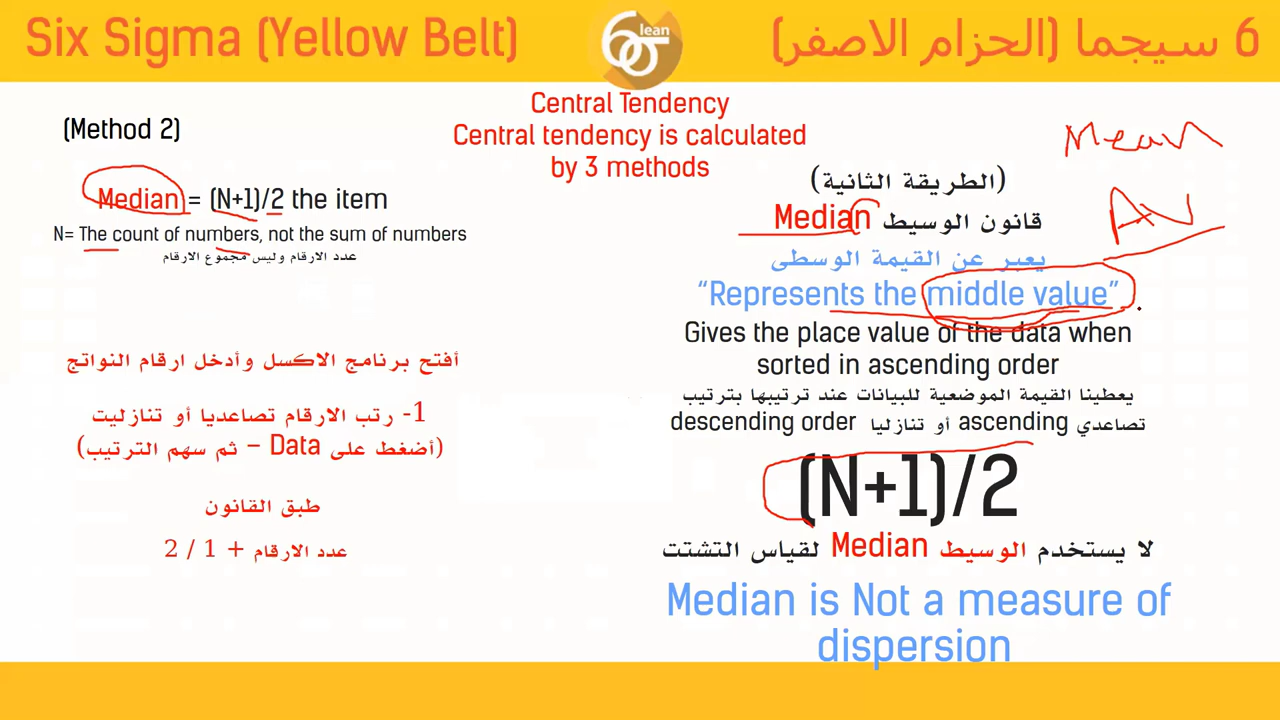 Six Sigma (Yellow Belt)
lean
6σ
6 سيجما (الحزام الاصفر)
Central Tendency
Central tendency is calculated
by 3 methods
(Method 2)
Median = (N+1)/2 the item
N= The count of numbers, not the sum of numbers
عدد الارقام وليس مجموع الارقام
أفتح برنامج الاكسل وأدخل ارقام النواتج
1- رتب الارقام تصاعديا أو تنازليت
(أضغط على Data – ثم سهم الترتيب)
طبق القانون
عدد الارقام + 1 / 2
Mean
AV
(الطريقة الثانية)
قانون الوسيط Median
يعبر عن القيمة الوسطى
“Represents the middle value”
Gives the place value of the data when
sorted in ascending order
يعطينا القيمة الموضعية للبيانات عند ترتيبها بترتيب
تصاعدي ascending أو تنازليا descending order
(N+1)/2
لا يستخدم الوسيط Median لقياس التشتت
Median is Not a measure of
dispersion